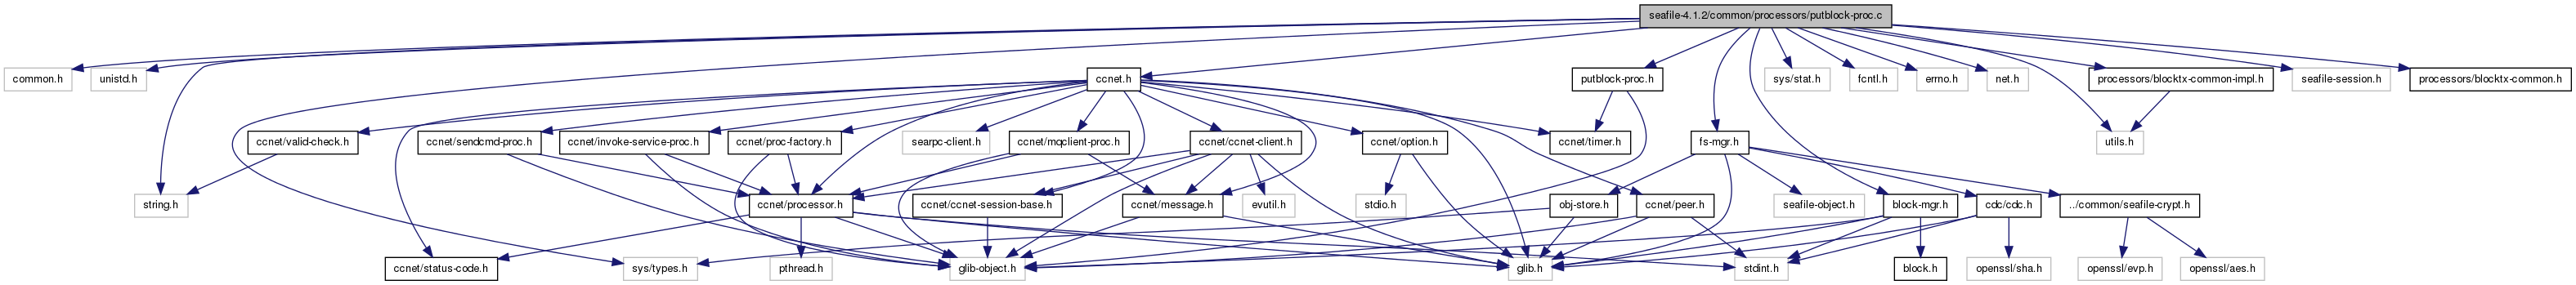 seafile-4.1.2/common/processors/putblock-proc.c
common.h
unistd.h
ccnet.h
putblock-proc.h
sys/stat.h
fcntl.h
errno.h
net.h
processors/blocktx-common-impl.h
seafile-session.h
processors/blocktx-common.h
ccnet/valid-check.h
ccnet/sendcmd-proc.h
ccnet/invoke-service-proc.h
ccnet/proc-factory.h
searpc-client.h
ccnet/mqclient-proc.h
ccnet/ccnet-client.h
ccnet/option.h
ccnet/timer.h
fs-mgr.h
utils.h
string.h
ccnet/processor.h
ccnet/ccnet-session-base.h
ccnet/message.h
evutil.h
stdio.h
obj-store.h
ccnet/peer.h
seafile-object.h
block-mgr.h
cdc/cdc.h
../common/seafile-crypt.h
ccnet/status-code.h
sys/types.h
pthread.h
glib-object.h
glib.h
stdint.h
block.h
openssl/sha.h
openssl/evp.h
openssl/aes.h